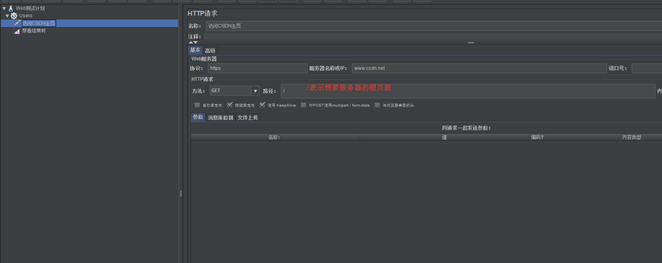 Web测试计划
Users
访问CSDN主页
察看结果树
HTTP请求
名称： 访问CSDN主页
注释：
基本 高级
Web服务器
协议： https 服务器名称或IP： www.csdn.net 端口号：
HTTP请求
方法： GET 路径： / /表示想要服务器的根页面
自动重定向 跟随重定向 使用 KeepAlive 对POST使用multipart / form-data 与浏览器兼容的头
参数 消息体数据 文件上传
同请求一起发送参数：
名称： 值 编码? 内容类型